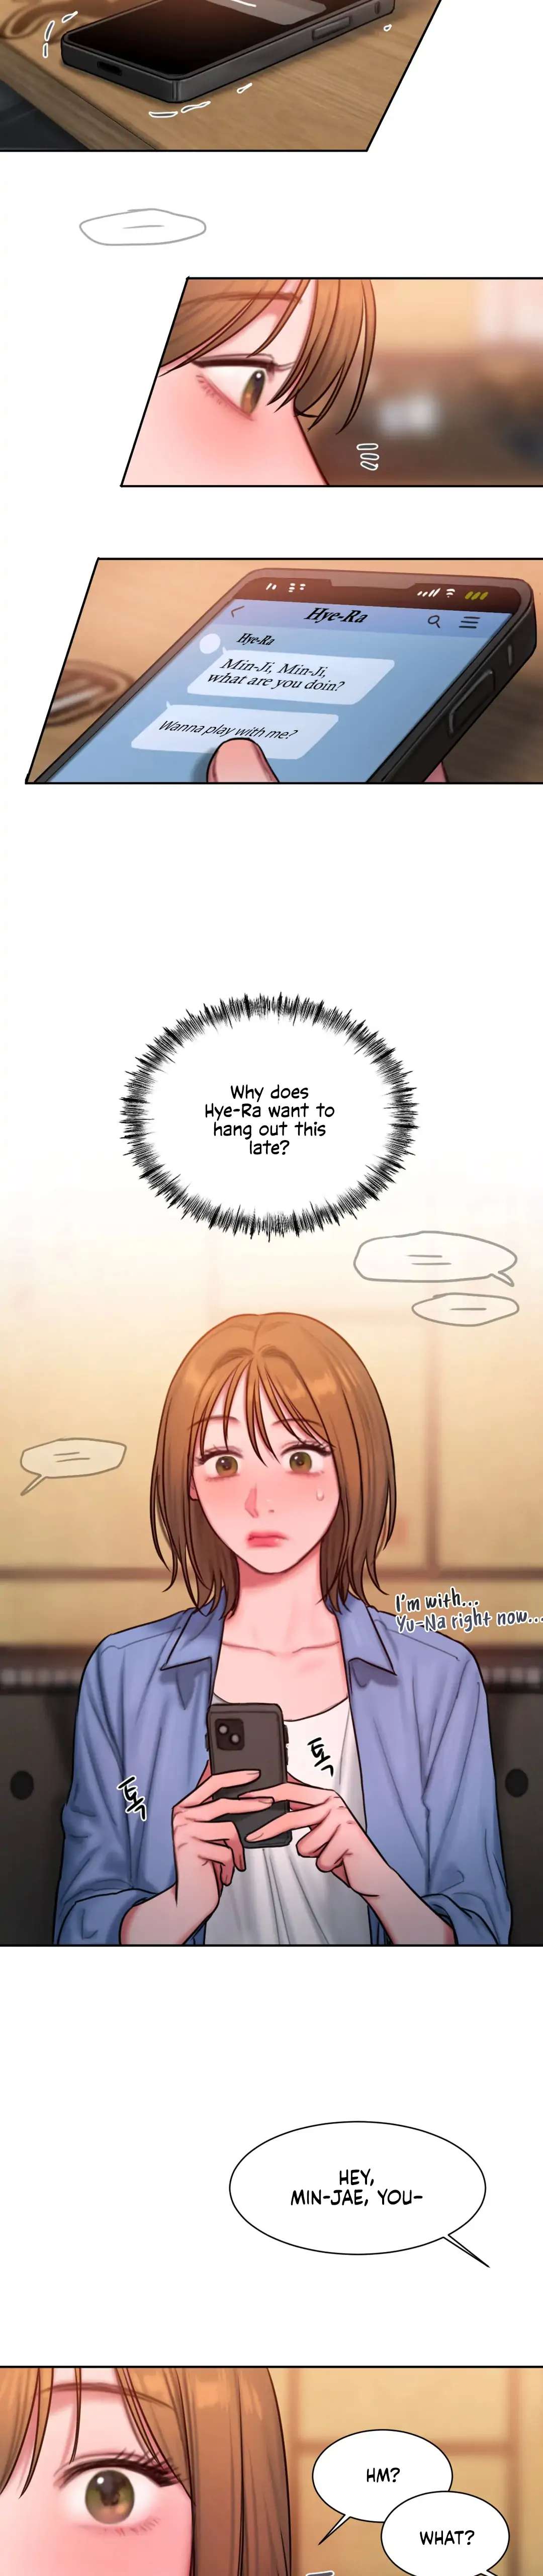 Hye-Ra
Hye-Ra
Min-Ji, Min-Ji,
what are you doin?
Wanna play with me?
Why does
Hye-Ra want to
hang out this
late?
I'm with...
Yu-Na right now...
톡
톡
HEY,
MIN-JAE, YOU-
HM?
WHAT?